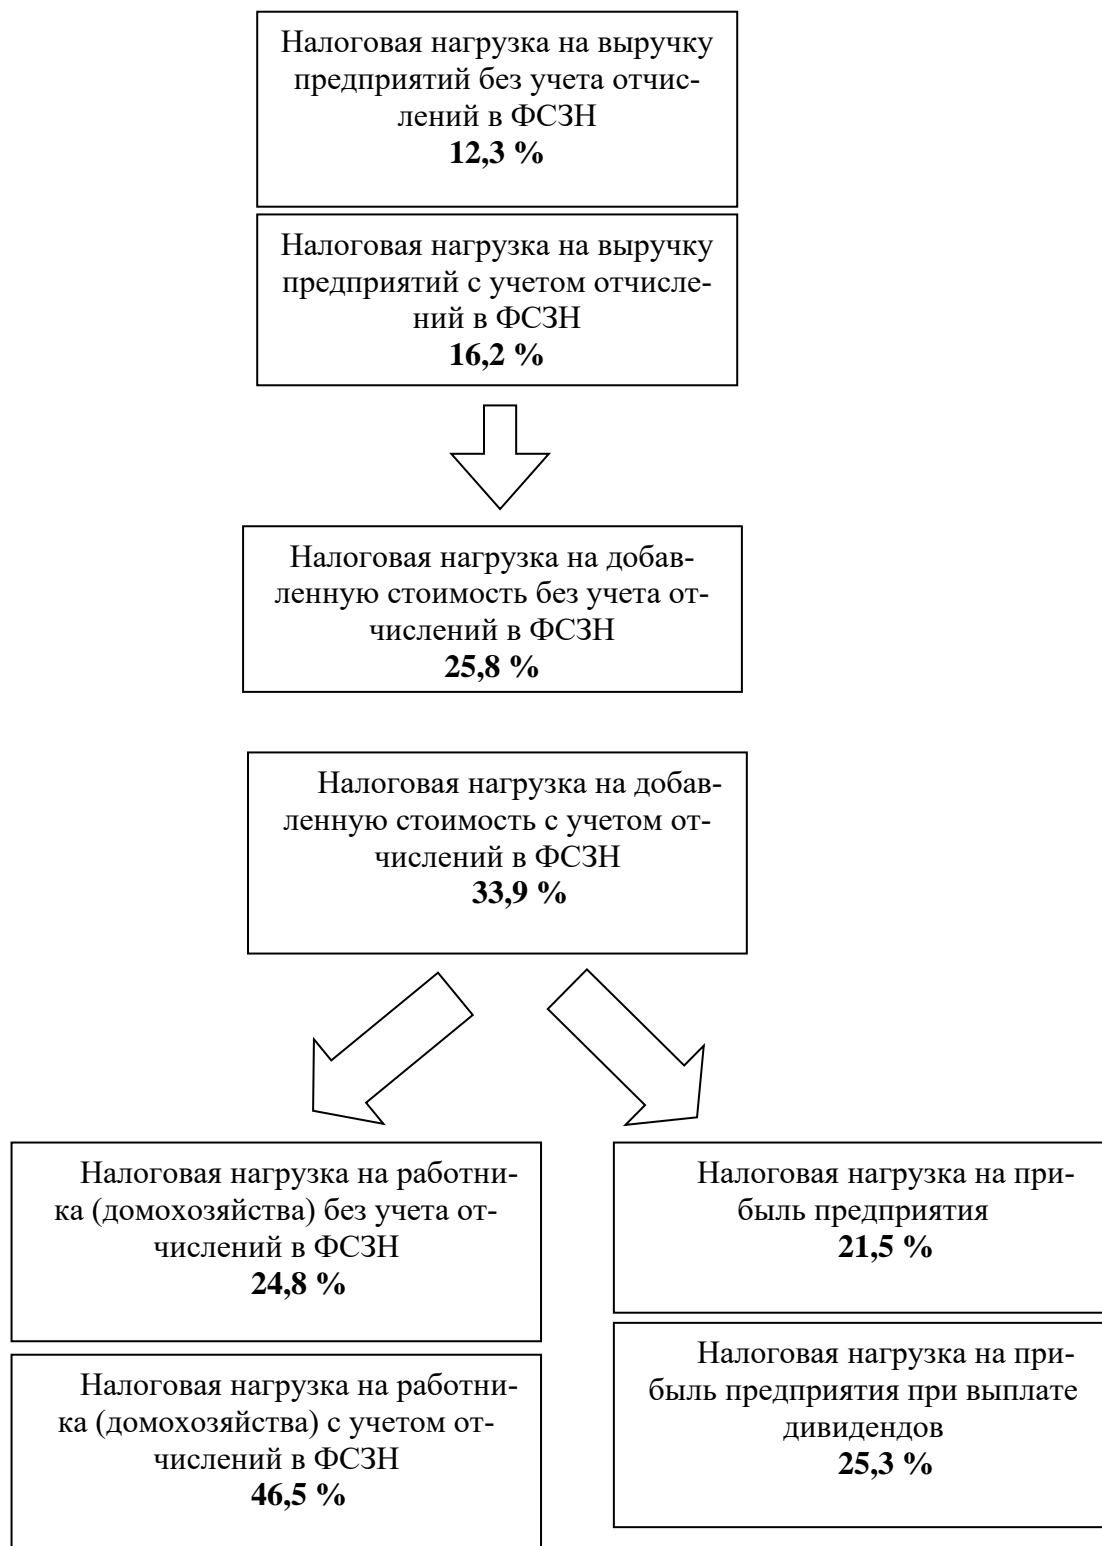 Налоговая нагрузка на выручку
предприятий без учета отчис-
лений в ФСЗН
12,3 %
Налоговая нагрузка на выручку
предприятий с учетом отчисле-
ний в ФСЗН
16,2 %
Налоговая нагрузка на добав-
ленную стоимость без учета от-
числений в ФСЗН
25,8 %
Налоговая нагрузка на добав-
ленную стоимость с учетом от-
числений в ФСЗН
33,9 %
Налоговая нагрузка на работни-
ка (домохозяйства) без учета от-
числений в ФСЗН
24,8 %
Налоговая нагрузка на работни-
ка (домохозяйства) с учетом от-
числений в ФСЗН
46,5 %
Налоговая нагрузка на при-
быль предприятия
21,5 %
Налоговая нагрузка на при-
быль предприятия при выплате
дивидендов
25,3 %